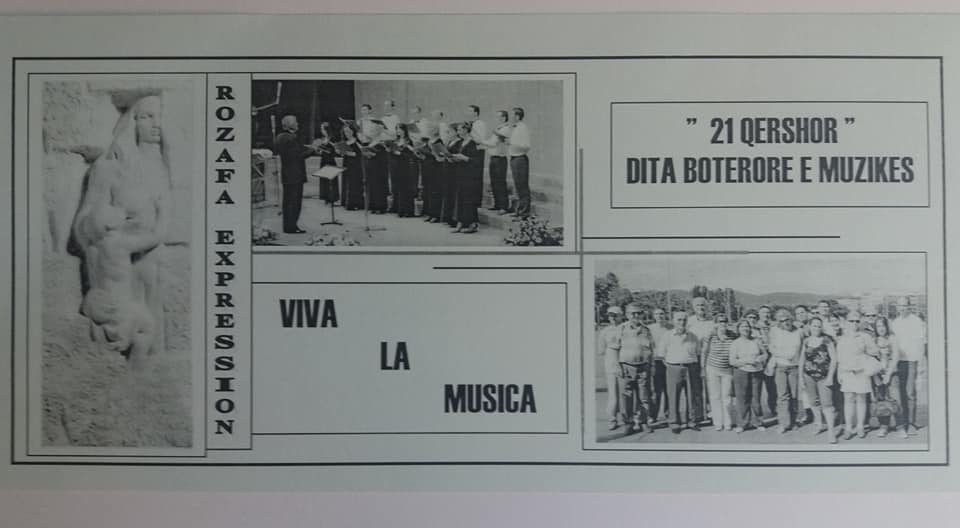 ROZAFA EXPRESSION
" 21 QERSHOR "
DITA BOTERORE E MUZIKES
VIVA
LA
MUSICA